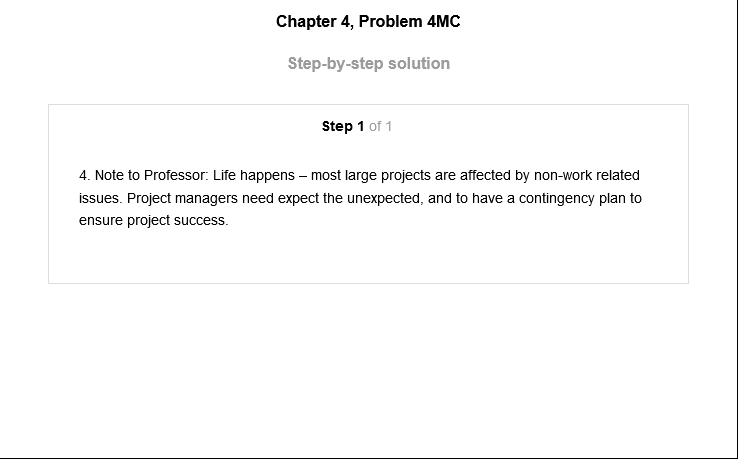 Chapter 4, Problem 4MC
Step-by-step solution
Step 1 of 1
4. Note to Professor: Life happens – most large projects are affected by non-work related
issues. Project managers need expect the unexpected, and to have a contingency plan to
ensure project success.